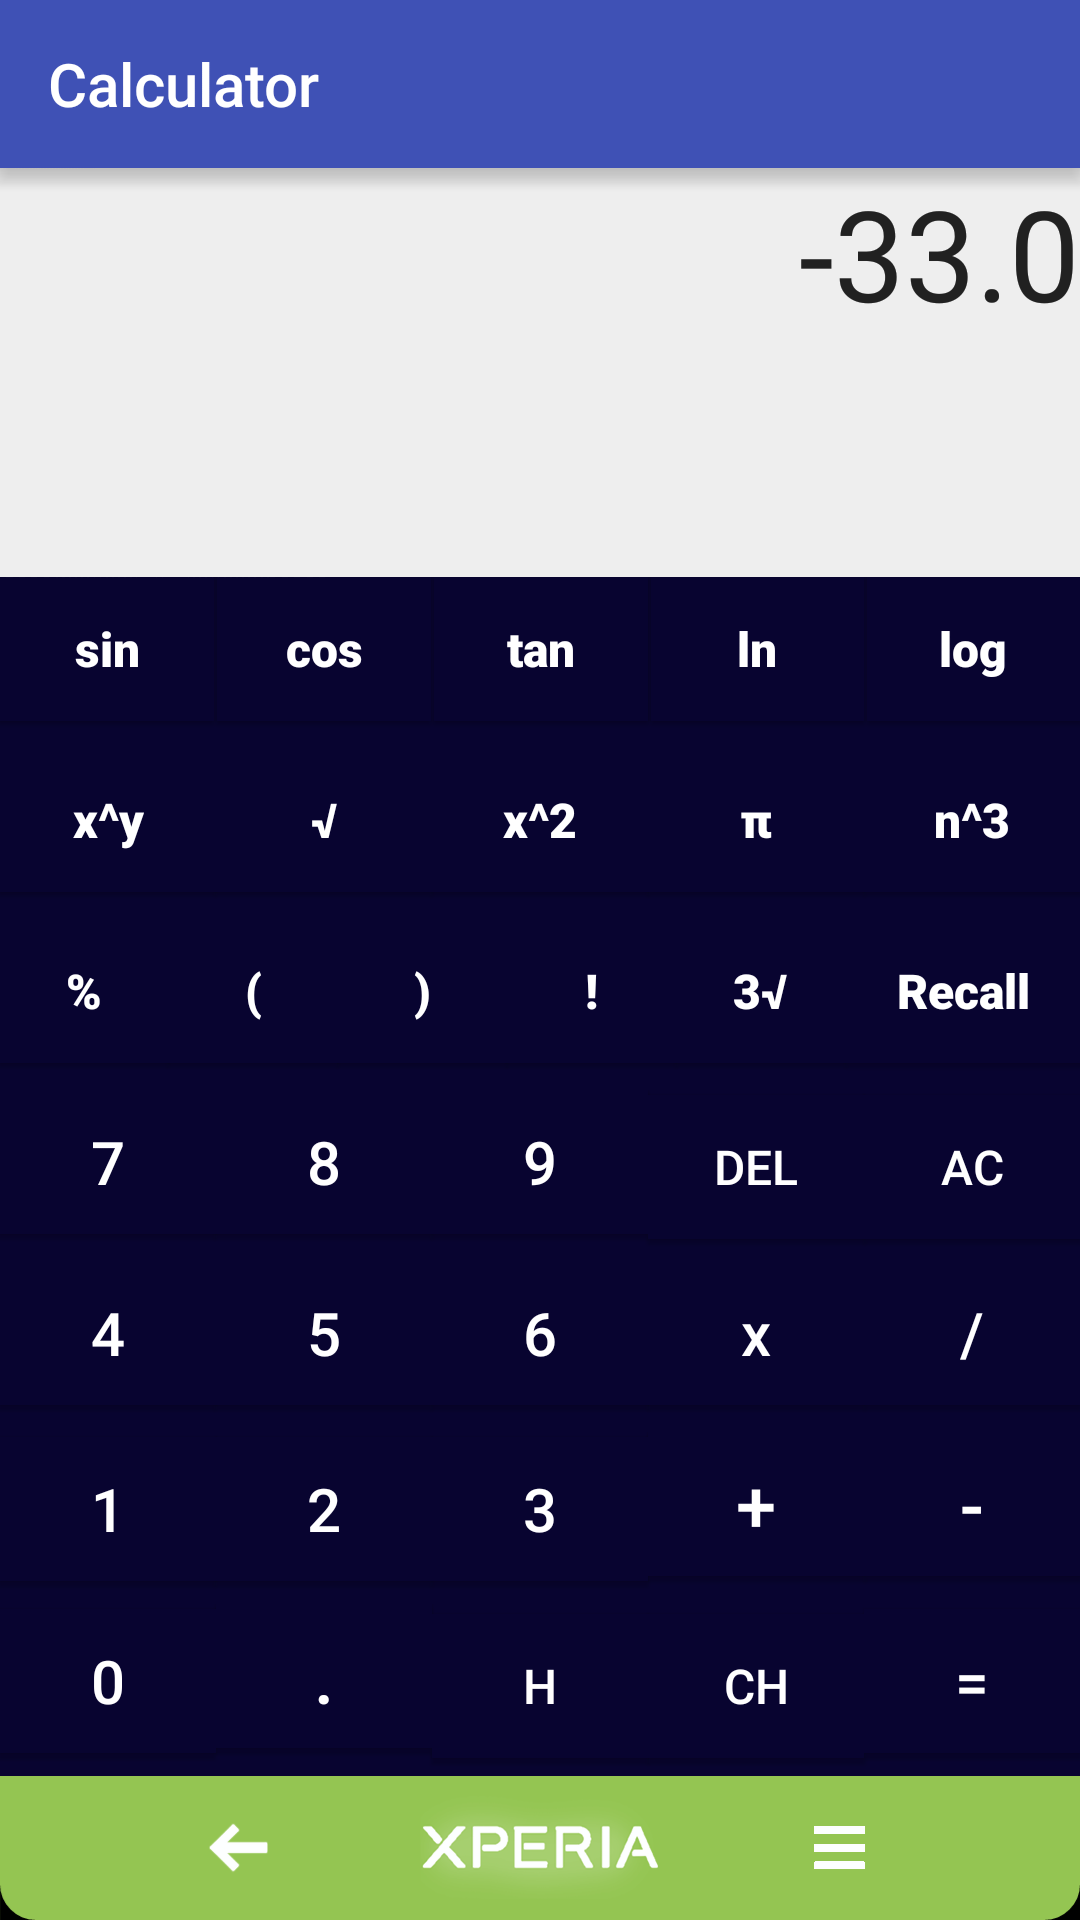 Calculator
-33.0
sin cos tan ln log
x^y √ x^2 π n^3
% ( ) ! 3√ Recall
7 8 9 DEL AC
4 5 6 x /
1 2 3 + -
0 . H CH =
XPERIA